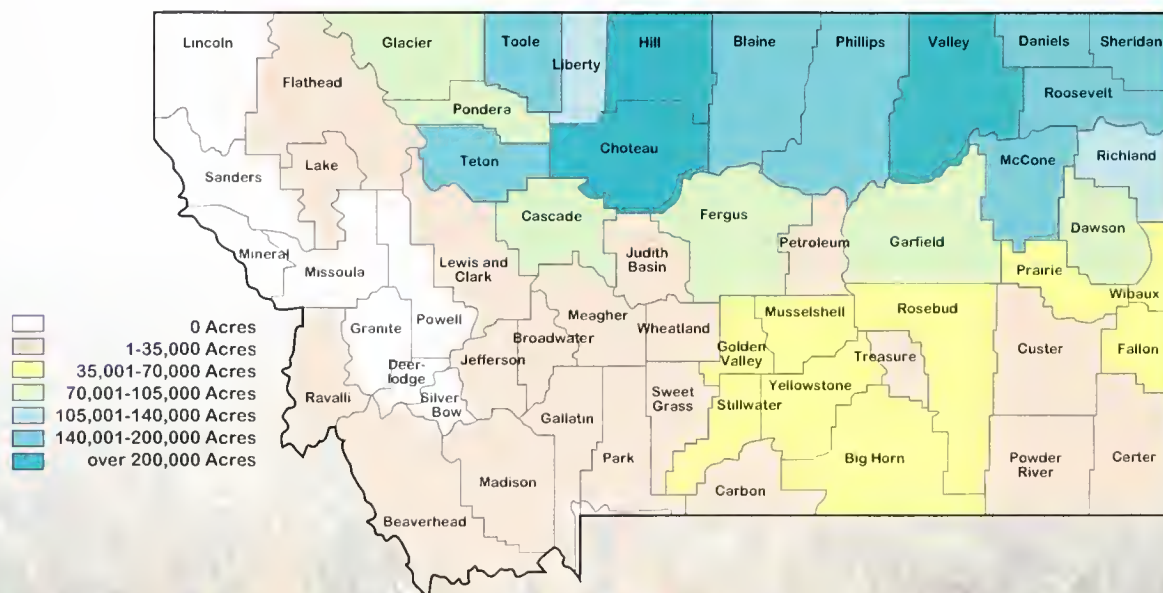 Lincoln
Glacier
Toole
Liberty
Hill
Blaine
Phillips
Valley
Daniels
Sheridan
Flathead
Roosevelt
Pondera
Teton
Choteau
McCone
Richland
Lake
Sanders
Cascade
Fergus
Dawson
Garfield
Petroleum
Judith
Basin
Mineral
Missoula
Lewis and
Clark
Prairie
Wibaux
Powell
Granite
Meagher
Wheatland
Musselshell
Rosebud
Broadwater
Golden
Valley
Jefferson
Treasure
Custer
Fallon
Deer-
lodge
Silver
Bow
Ravalli
Gallatin
Sweet
Grass
Yellowstone
Stillwater
Park
Big Horn
Powder
River
Certer
Madison
Carbon
Beaverhead
0 Acres
1-35,000 Acres
35,001-70,000 Acres
70,001-105,000 Acres
105,001-140,000 Acres
140,001-200,000 Acres
over 200,000 Acres